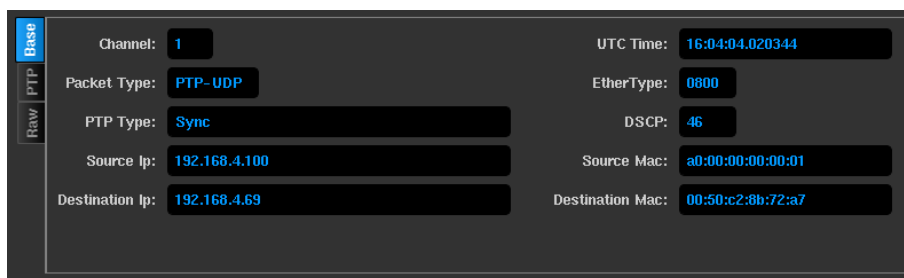 Base
PTP
Raw
Channel: 1
UTC Time: 16:04:04.020344
Packet Type: PTP-UDP
EtherType: 0800
PTP Type: Sync
DSCP: 46
Source Ip: 192.168.4.100
Source Mac: a0:00:00:00:00:01
Destination Ip: 192.168.4.69
Destination Mac: 00:50:c2:8b:72:a7